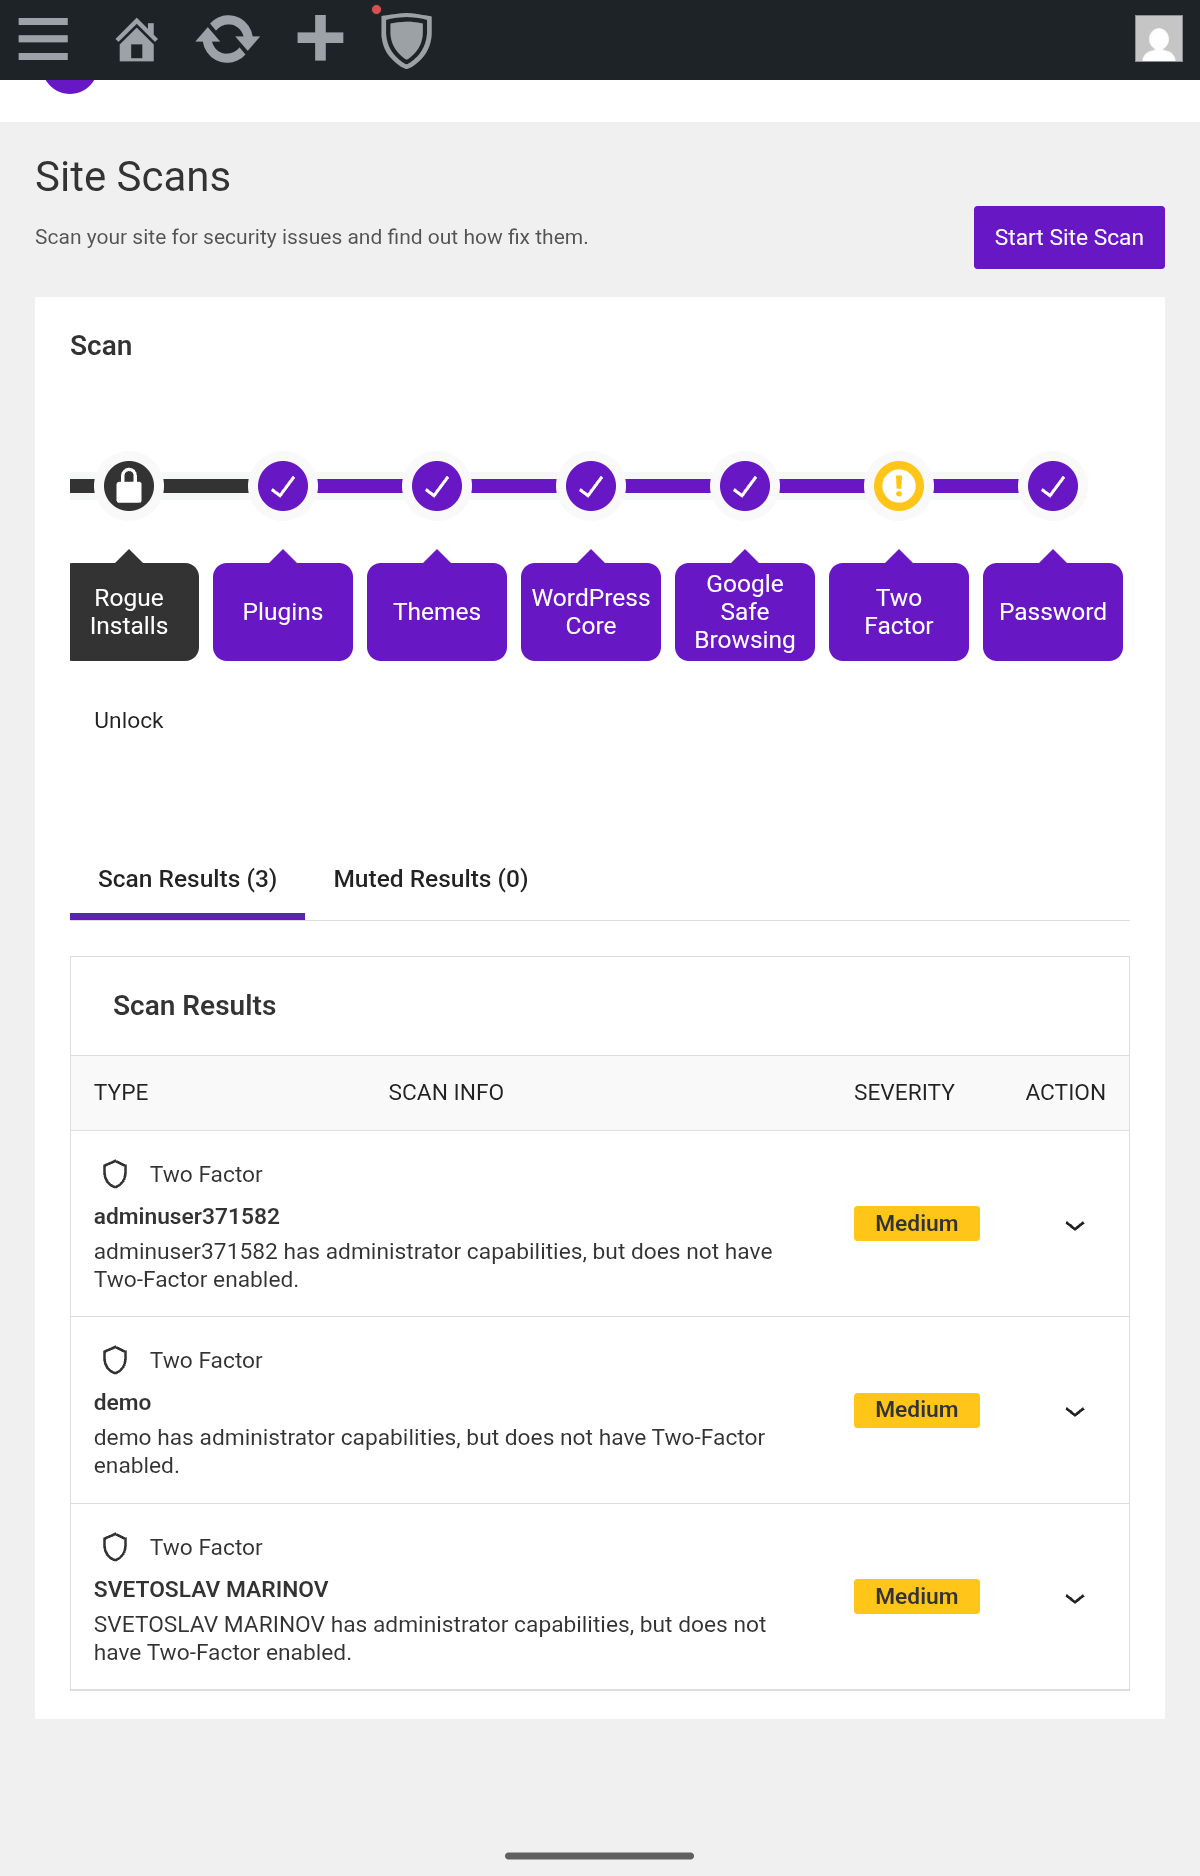 Site Scans
Scan your site for security issues and find out how fix them.
Start Site Scan
Scan
Rogue
Installs
Plugins
Themes
WordPress
Core
Google
Safe
Browsing
Two
Factor
Password
Unlock
Scan Results (3)
Muted Results (0)
Scan Results
TYPE
SCAN INFO
SEVERITY
ACTION
Two Factor
adminuser371582
adminuser371582 has administrator capabilities, but does not have
Two-Factor enabled.
Medium
Two Factor
demo
demo has administrator capabilities, but does not have Two-Factor
enabled.
Medium
Two Factor
SVETOSLAV MARINOV
SVETOSLAV MARINOV has administrator capabilities, but does not
have Two-Factor enabled.
Medium